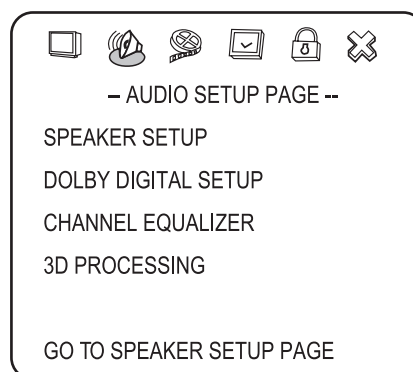 – AUDIO SETUP PAGE --
SPEAKER SETUP
DOLBY DIGITAL SETUP
CHANNEL EQUALIZER
3D PROCESSING
GO TO SPEAKER SETUP PAGE